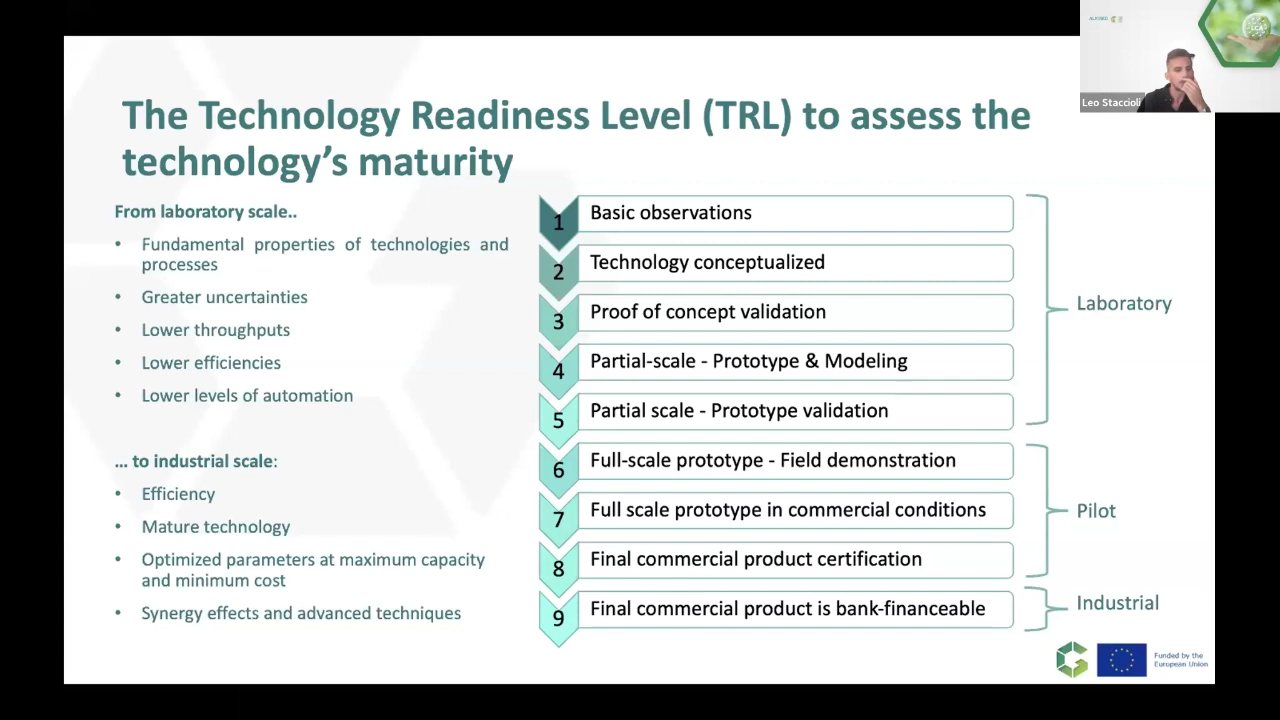 The Technology Readiness Level (TRL) to assess the
technology's maturity
From laboratory scale..
• Fundamental properties of technologies and
processes
• Greater uncertainties
• Lower throughputs
• Lower efficiencies
• Lower levels of automation
... to industrial scale:
• Efficiency
• Mature technology
• Optimized parameters at maximum capacity
and minimum cost
• Synergy effects and advanced techniques
1 Basic observations
2 Technology conceptualized
3 Proof of concept validation
4 Partial-scale - Prototype & Modeling
5 Partial scale - Prototype validation
6 Full-scale prototype - Field demonstration
7 Full scale prototype in commercial conditions
8 Final commercial product certification
9 Final commercial product is bank-financeable
Laboratory
Pilot
Industrial
Funded by the
European Union
Leo Staccioli
LCA